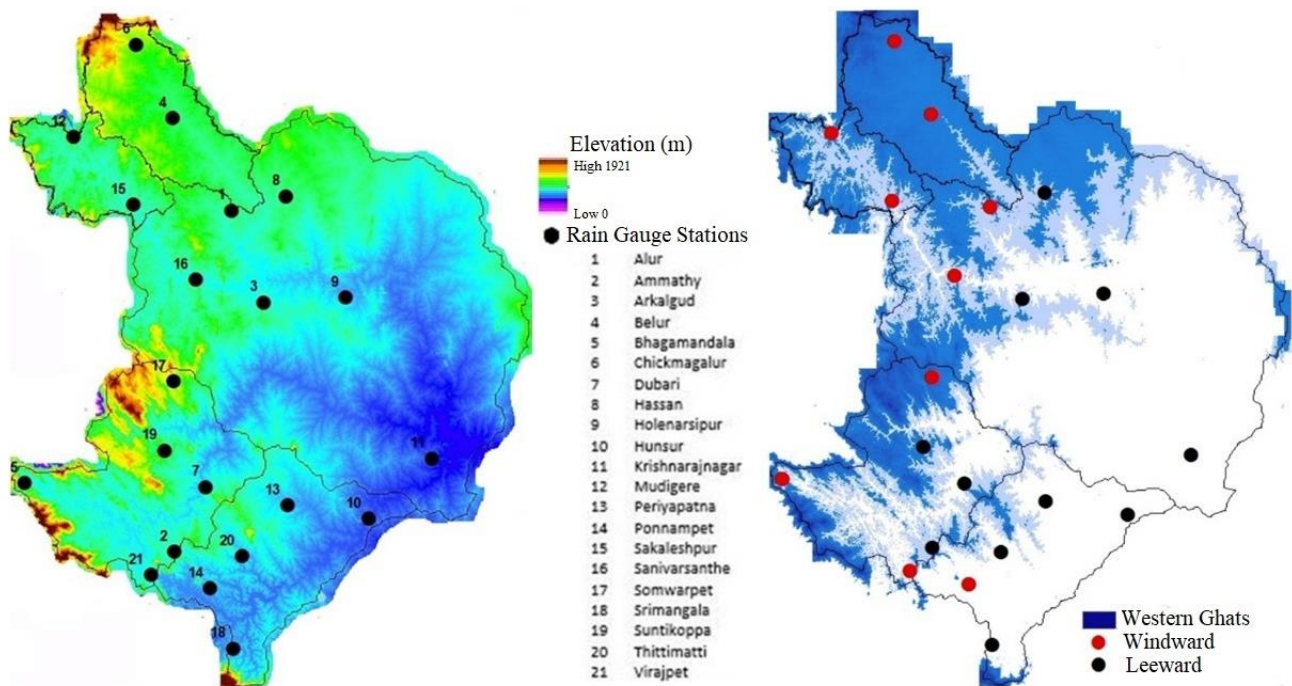 6
4
12
15
1
8
16
3
9
17
19
5
7
13
11
10
2
20
21
14
18
Elevation (m)
High 1921
Low 0
Rain Gauge Stations
1 Alur
2 Ammathy
3 Arkalgud
4 Belur
5 Bhagamandala
6 Chickmagalur
7 Dubari
8 Hassan
9 Holenarsipur
10 Hunsur
11 Krishnarajnagar
12 Mudigere
13 Periyapatna
14 Ponnampet
15 Sakaleshpur
16 Sanivarsanthe
17 Somwarpet
18 Srimangala
19 Suntikoppa
20 Thittimatti
21 Virajpet
Western Ghats
Windward
Leeward